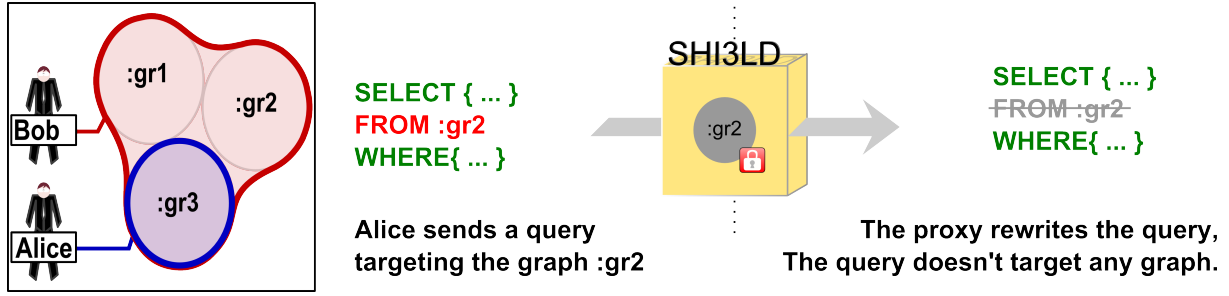 :gr1
:gr2
Bob
:gr3
Alice
SELECT { ... }
FROM :gr2
WHERE{ ... }
Alice sends a query
targeting the graph :gr2
SHI3LD
:gr2
SELECT { ... }
FROM :gr2
WHERE{ ... }
The proxy rewrites the query,
The query doesn't target any graph.